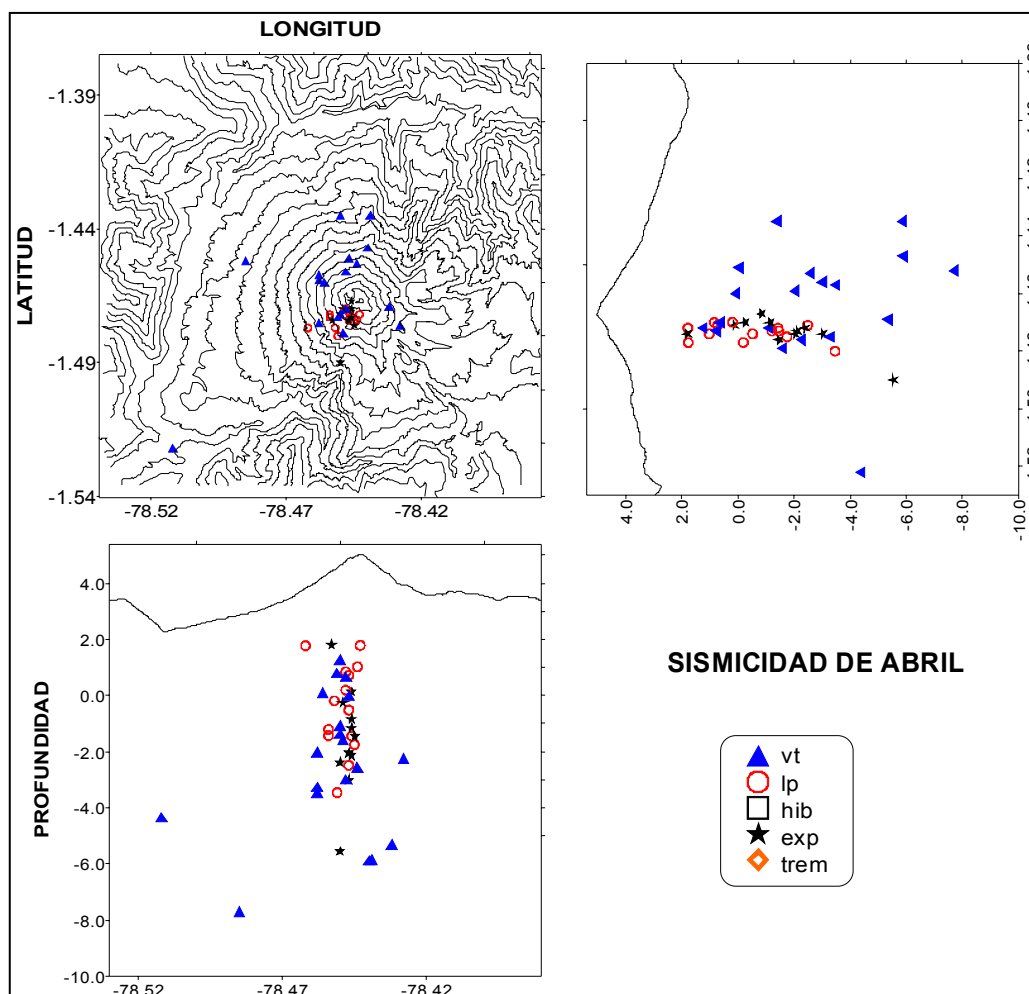 LONGITUD
LATITUD
-1.39
-1.44
-1.49
-1.54
-78.52 -78.47 -78.42
4.0 2.0 0.0 -2.0 -4.0 -6.0 -8.0 -10.0
PROFUNDIDAD
4.0
2.0
0.0
-2.0
-4.0
-6.0
-8.0
-10.0
-78.52 -78.47 -78.42
SISMICIDAD DE ABRIL
vt
lp
hib
exp
trem